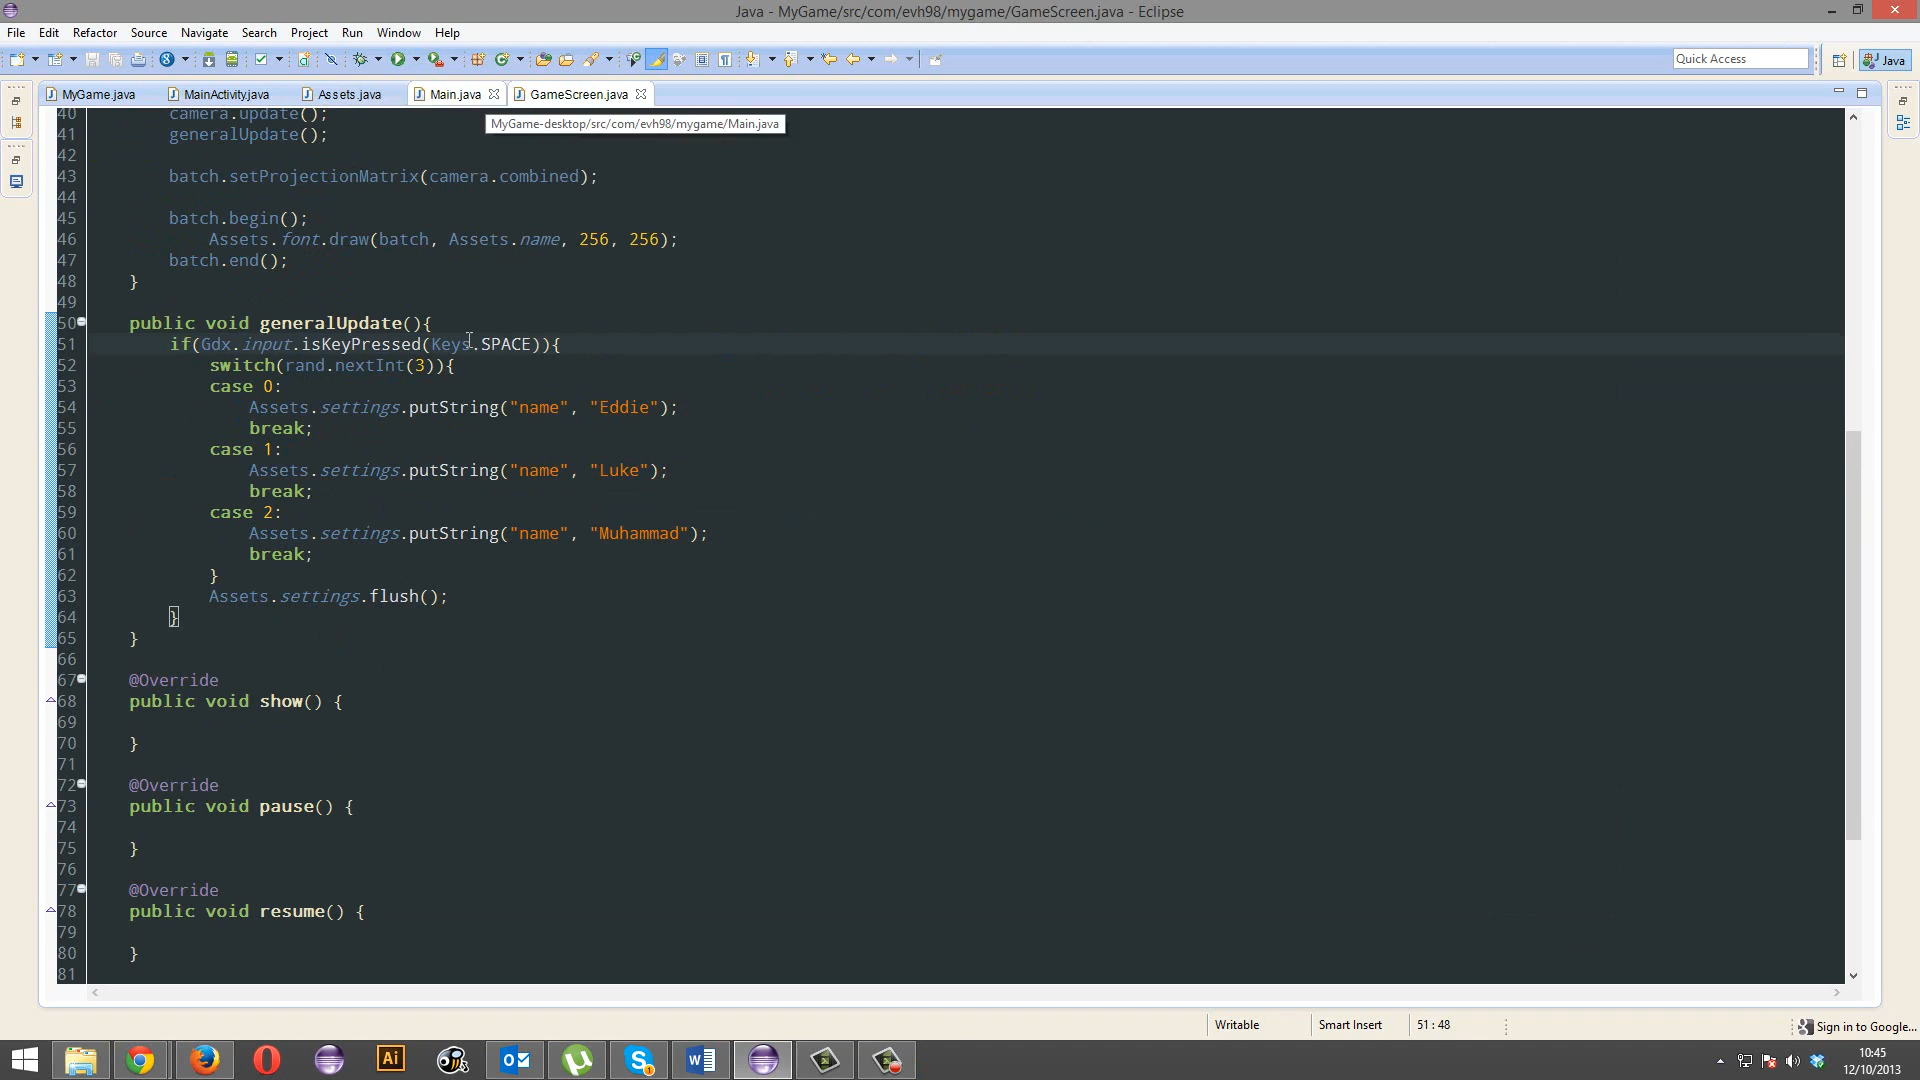 Java - MyGame/src/com/evh98/mygame/GameScreen.java - Eclipse
File Edit Refactor Source Navigate Search Project Run Window Help
Quick Access
Java
MyGame.java MainActivity.java Assets.java Main.java GameScreen.java
MyGame-desktop/src/com/evh98/mygame/Main.java
40 camera.update();
41 generalUpdate();
42
43 batch.setProjectionMatrix(camera.combined);
44
45 batch.begin();
46 Assets.font.draw(batch, Assets.name, 256, 256);
47 batch.end();
48 }
49
50 public void generalUpdate(){
51 if(Gdx.input.isKeyPressed(Keys.SPACE)){
52 switch(rand.nextInt(3)){
53 case 0:
54 Assets.settings.putString("name", "Eddie");
55 break;
56 case 1:
57 Assets.settings.putString("name", "Luke");
58 break;
59 case 2:
60 Assets.settings.putString("name", "Muhammad");
61 break;
62 }
63 Assets.settings.flush();
64 }
65 }
66
67 @Override
68 public void show() {
69
70 }
71
72 @Override
73 public void pause() {
74
75 }
76
77 @Override
78 public void resume() {
79
80 }
81
Writable Smart Insert 51 : 48 Sign in to Google...
Ai
10:45
12/10/2013